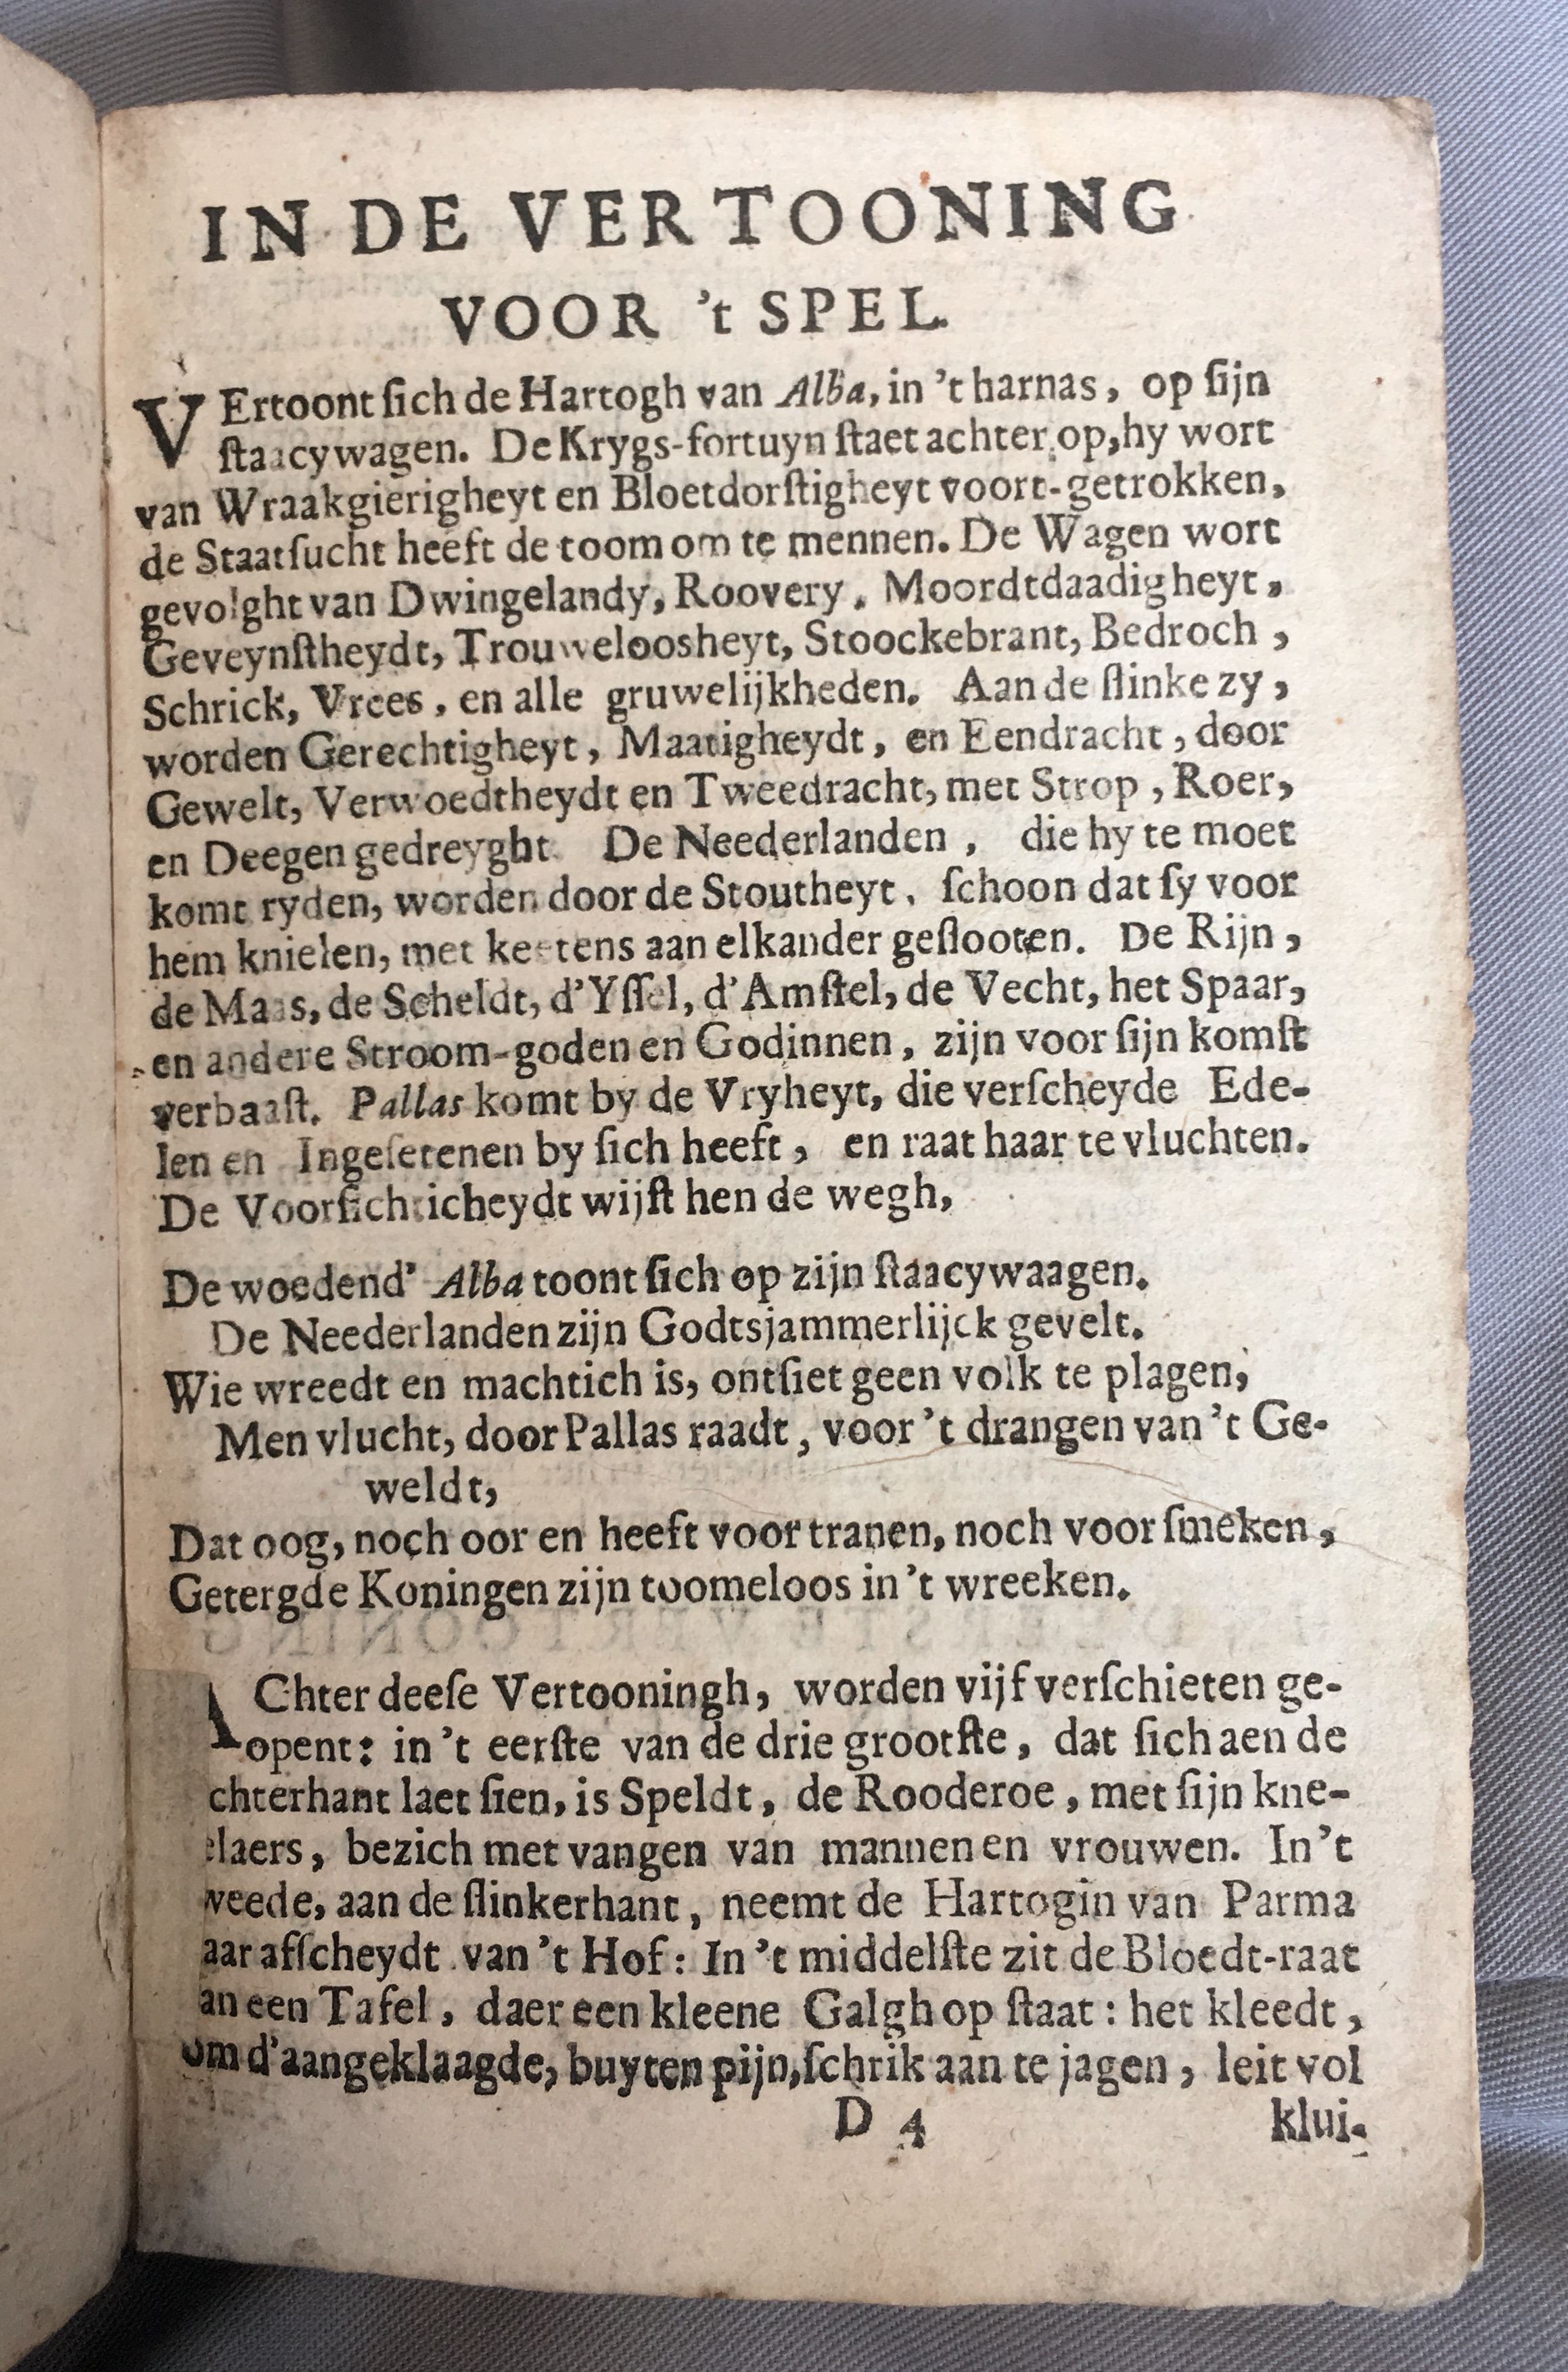 IN DE VERTOONING
VOOR 't SPEL.
VErtoont ſich de Hartogh van Alba, in 't harnas, op ſijn
ſtaacywagen. De Krygs-fortuyn ſtaet achter op, hy wort
van Wraakgierigheyt en Bloetdorſtigheyt voort-getrokken,
de Staatſucht heeft de toom om te mennen. De Wagen wort
gevolght van Dwingelandy, Roovery, Moordtdaadigheyt,
Geveynſtheydt, Trouweloosheyt, Stoockebrant, Bedroch,
Schrick, Vrees, en alle gruwelijkheden. Aan de ſlinke zy,
worden Gerechtigheyt, Maatigheydt, en Eendracht, door
Gewelt, Verwoedtheydt en Tweedracht, met Strop, Roer,
en Deegen gedreyght. De Neederlanden, die hy te moet
komt ryden, worden door de Stoutheyt, ſchoon dat ſy voor
hem knielen, met keetens aan elkander geſlooten. De Rijn,
de Maas, de Scheldt, d'Yſſel, d'Amſtel, de Vecht, het Spaar,
en andere Stroom-goden en Godinnen, zijn voor ſijn komſt
verbaaſt. Pallas komt by de Vryheyt, die verſcheyde Ede-
len en Ingeſetenen by ſich heeft, en raat haar te vluchten.
De Voorſichticheydt wijſt hen de wegh,
De woedend' Alba toont ſich op zijn ſtaacywaagen.
De Neederlanden zijn Godtsjammerlijck gevelt.
Wie wreedt en machtich is, ontſiet geen volk te plagen,
Men vlucht, door Pallas raadt, voor 't drangen van 't Ge-
weldt,
Dat oog, noch oor en heeft voor tranen, noch voor ſmeken,
Getergde Koningen zijn toomeloos in 't wreeken.
AChter deeſe Vertooningh, worden vijf verſchieten ge-
opent: in 't eerſte van de drie grootſte, dat ſich aen de
chterhant laet ſien, is Speldt, de Rooderoe, met ſijn kne-
elaers, bezich met vangen van mannen en vrouwen. In 't
weede, aan de ſlinkerhant, neemt de Hartogin van Parma
aar afſcheydt van 't Hof: In 't middelſte zit de Bloedt-raat
an een Tafel, daer een kleene Galgh op ſtaat: het kleedt,
om d'aangeklaagde, buyten pijn, ſchrik aan te jagen, leit vol
D 4 klui-